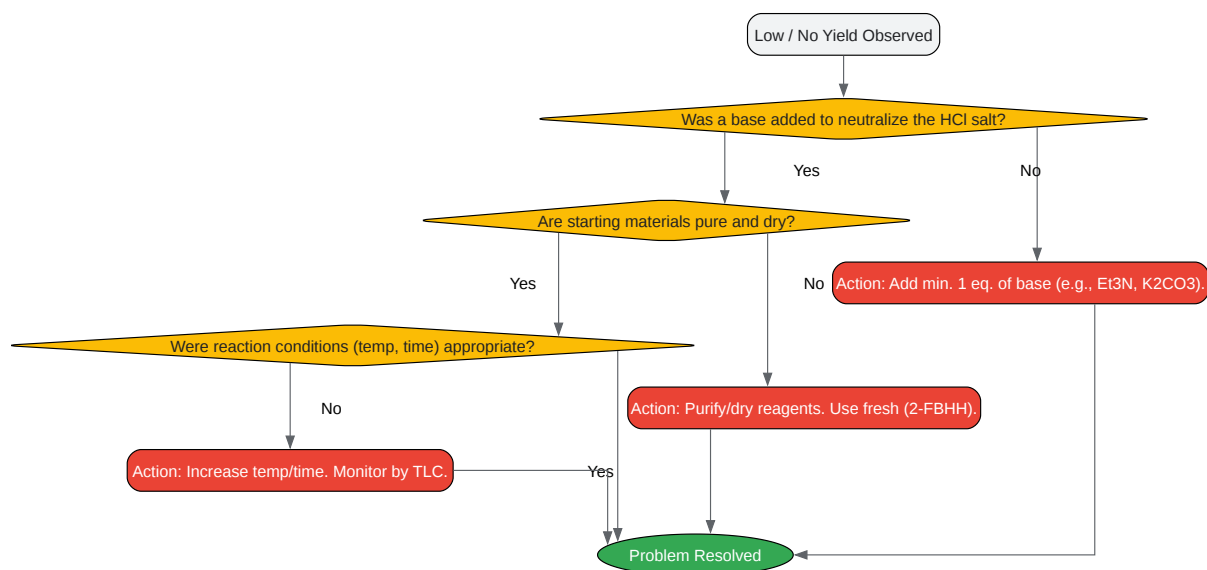 Low / No Yield Observed
Was a base added to neutralize the HCl salt?
Yes
No
Are starting materials pure and dry?
Yes
No
Action: Add min. 1 eq. of base (e.g., Et3N, K2CO3).
Were reaction conditions (temp, time) appropriate?
No
Action: Purify/dry reagents. Use fresh (2-FBHH).
Action: Increase temp/time. Monitor by TLC.
Yes
Problem Resolved